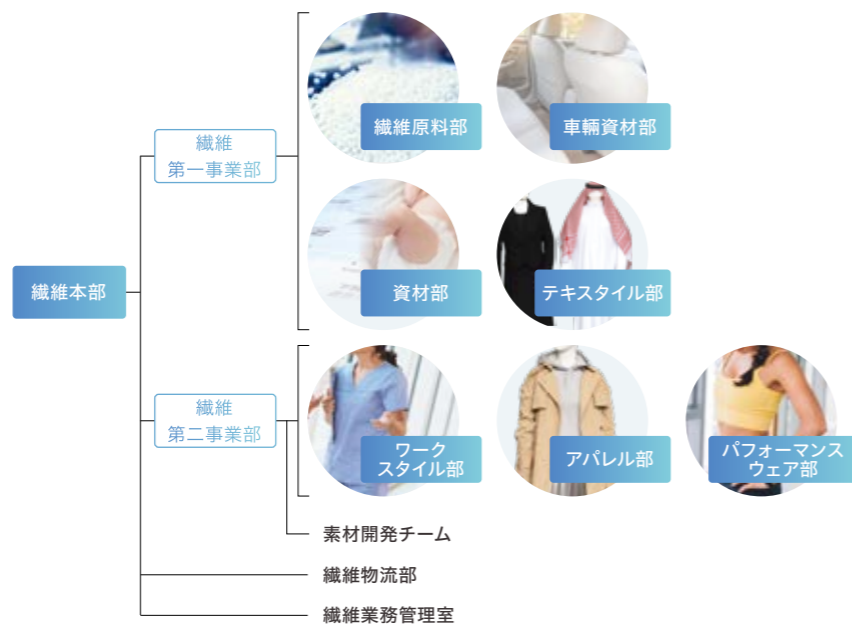 繊維本部
繊維
第一事業部
繊維原料部
車輛資材部
資材部
テキスタイル部
繊維
第二事業部
ワーク
スタイル部
アパレル部
パフォーマンス
ウェア部
素材開発チーム
繊維物流部
繊維業務管理室